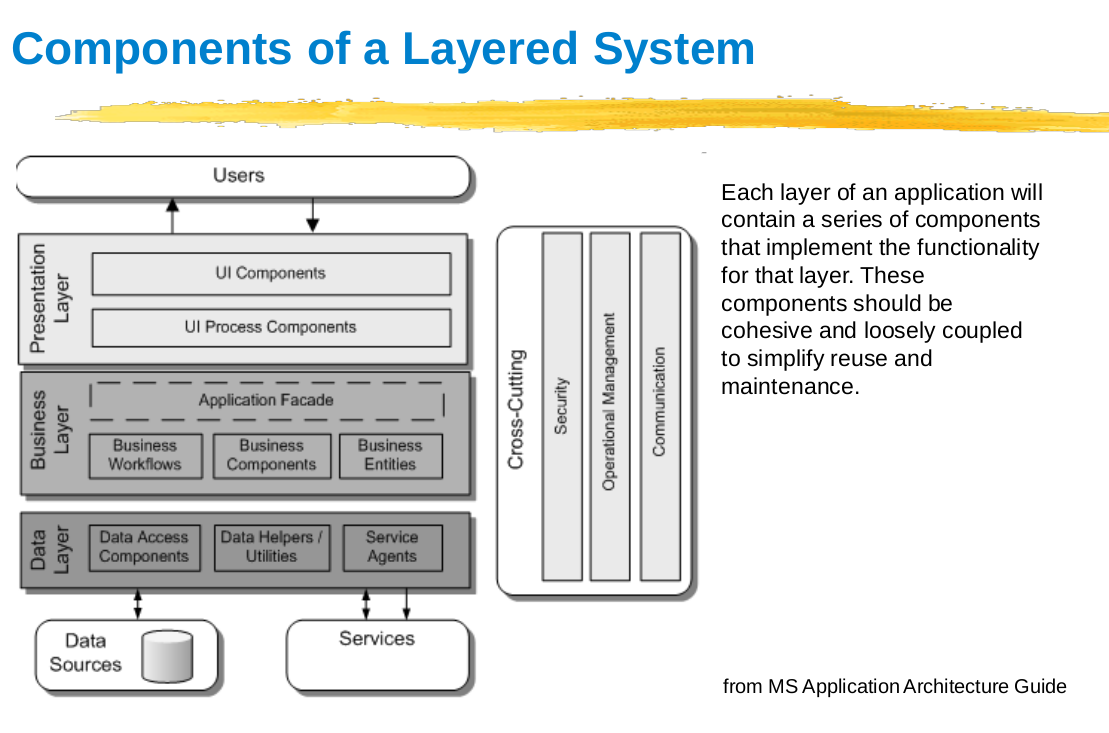 Components of a Layered System
Users
Presentation
Layer
UI Components
UI Process Components
Business
Layer
Application Facade
Business
Workflows
Business
Components
Business
Entities
Data
Layer
Data Access
Components
Data Helpers /
Utilities
Service
Agents
Data
Sources
Services
Cross-Cutting
Security
Operational Management
Communication
Each layer of an application will
contain a series of components
that implement the functionality
for that layer. These
components should be
cohesive and loosely coupled
to simplify reuse and
maintenance.
from MS Application Architecture Guide